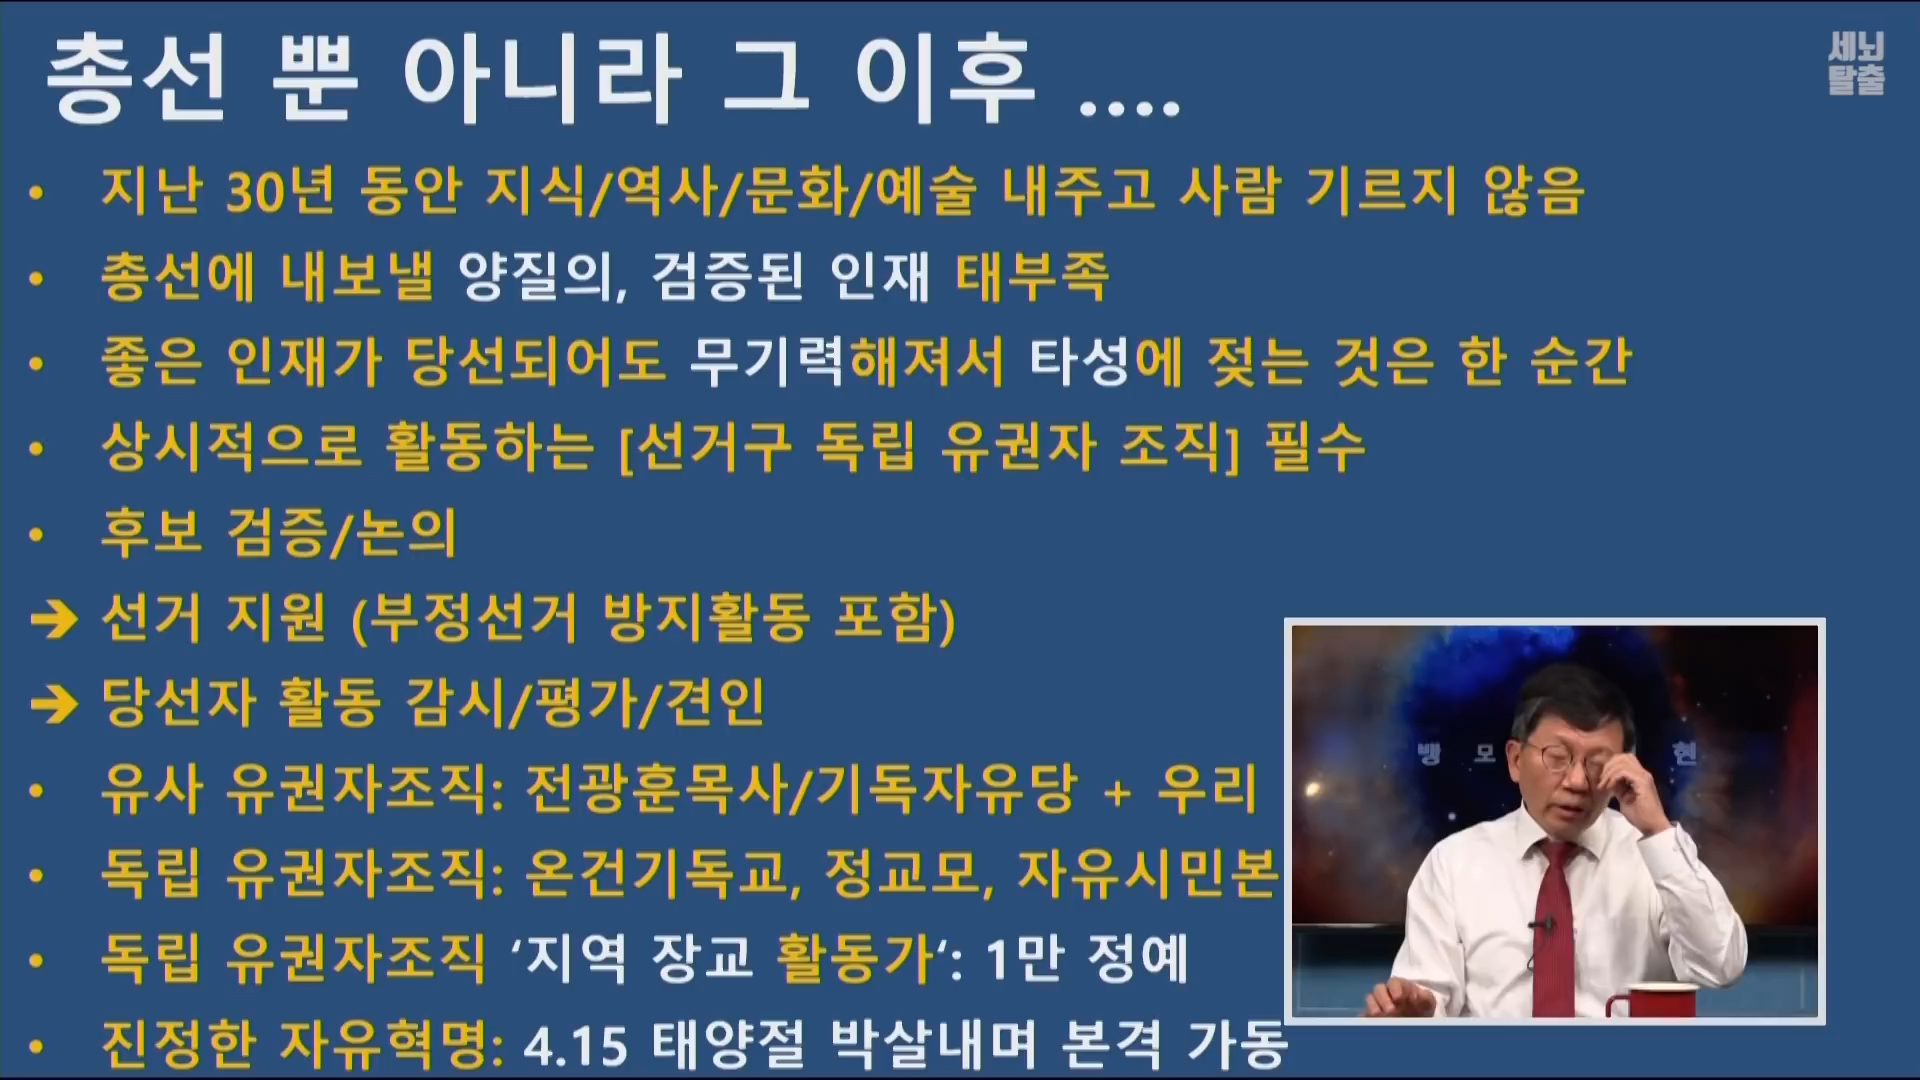 총선 뿐 아니라 그 이후 ....
세뇌
탈출
• 지난 30년 동안 지식/역사/문화/예술 내주고 사람 기르지 않음
• 총선에 내보낼 양질의, 검증된 인재 태부족
• 좋은 인재가 당선되어도 무기력해져서 타성에 젖는 것은 한 순간
• 상시적으로 활동하는 [선거구 독립 유권자 조직] 필수
• 후보 검증/논의
➔ 선거 지원 (부정선거 방지활동 포함)
➔ 당선자 활동 감시/평가/견인
• 유사 유권자조직: 전광훈목사/기독자유당 + 우리
• 독립 유권자조직: 온건기독교, 정교모, 자유시민본
• 독립 유권자조직 ‘지역 장교 활동가‘: 1만 정예
• 진정한 자유혁명: 4.15 태양절 박살내며 본격 가동
뱅 모 현